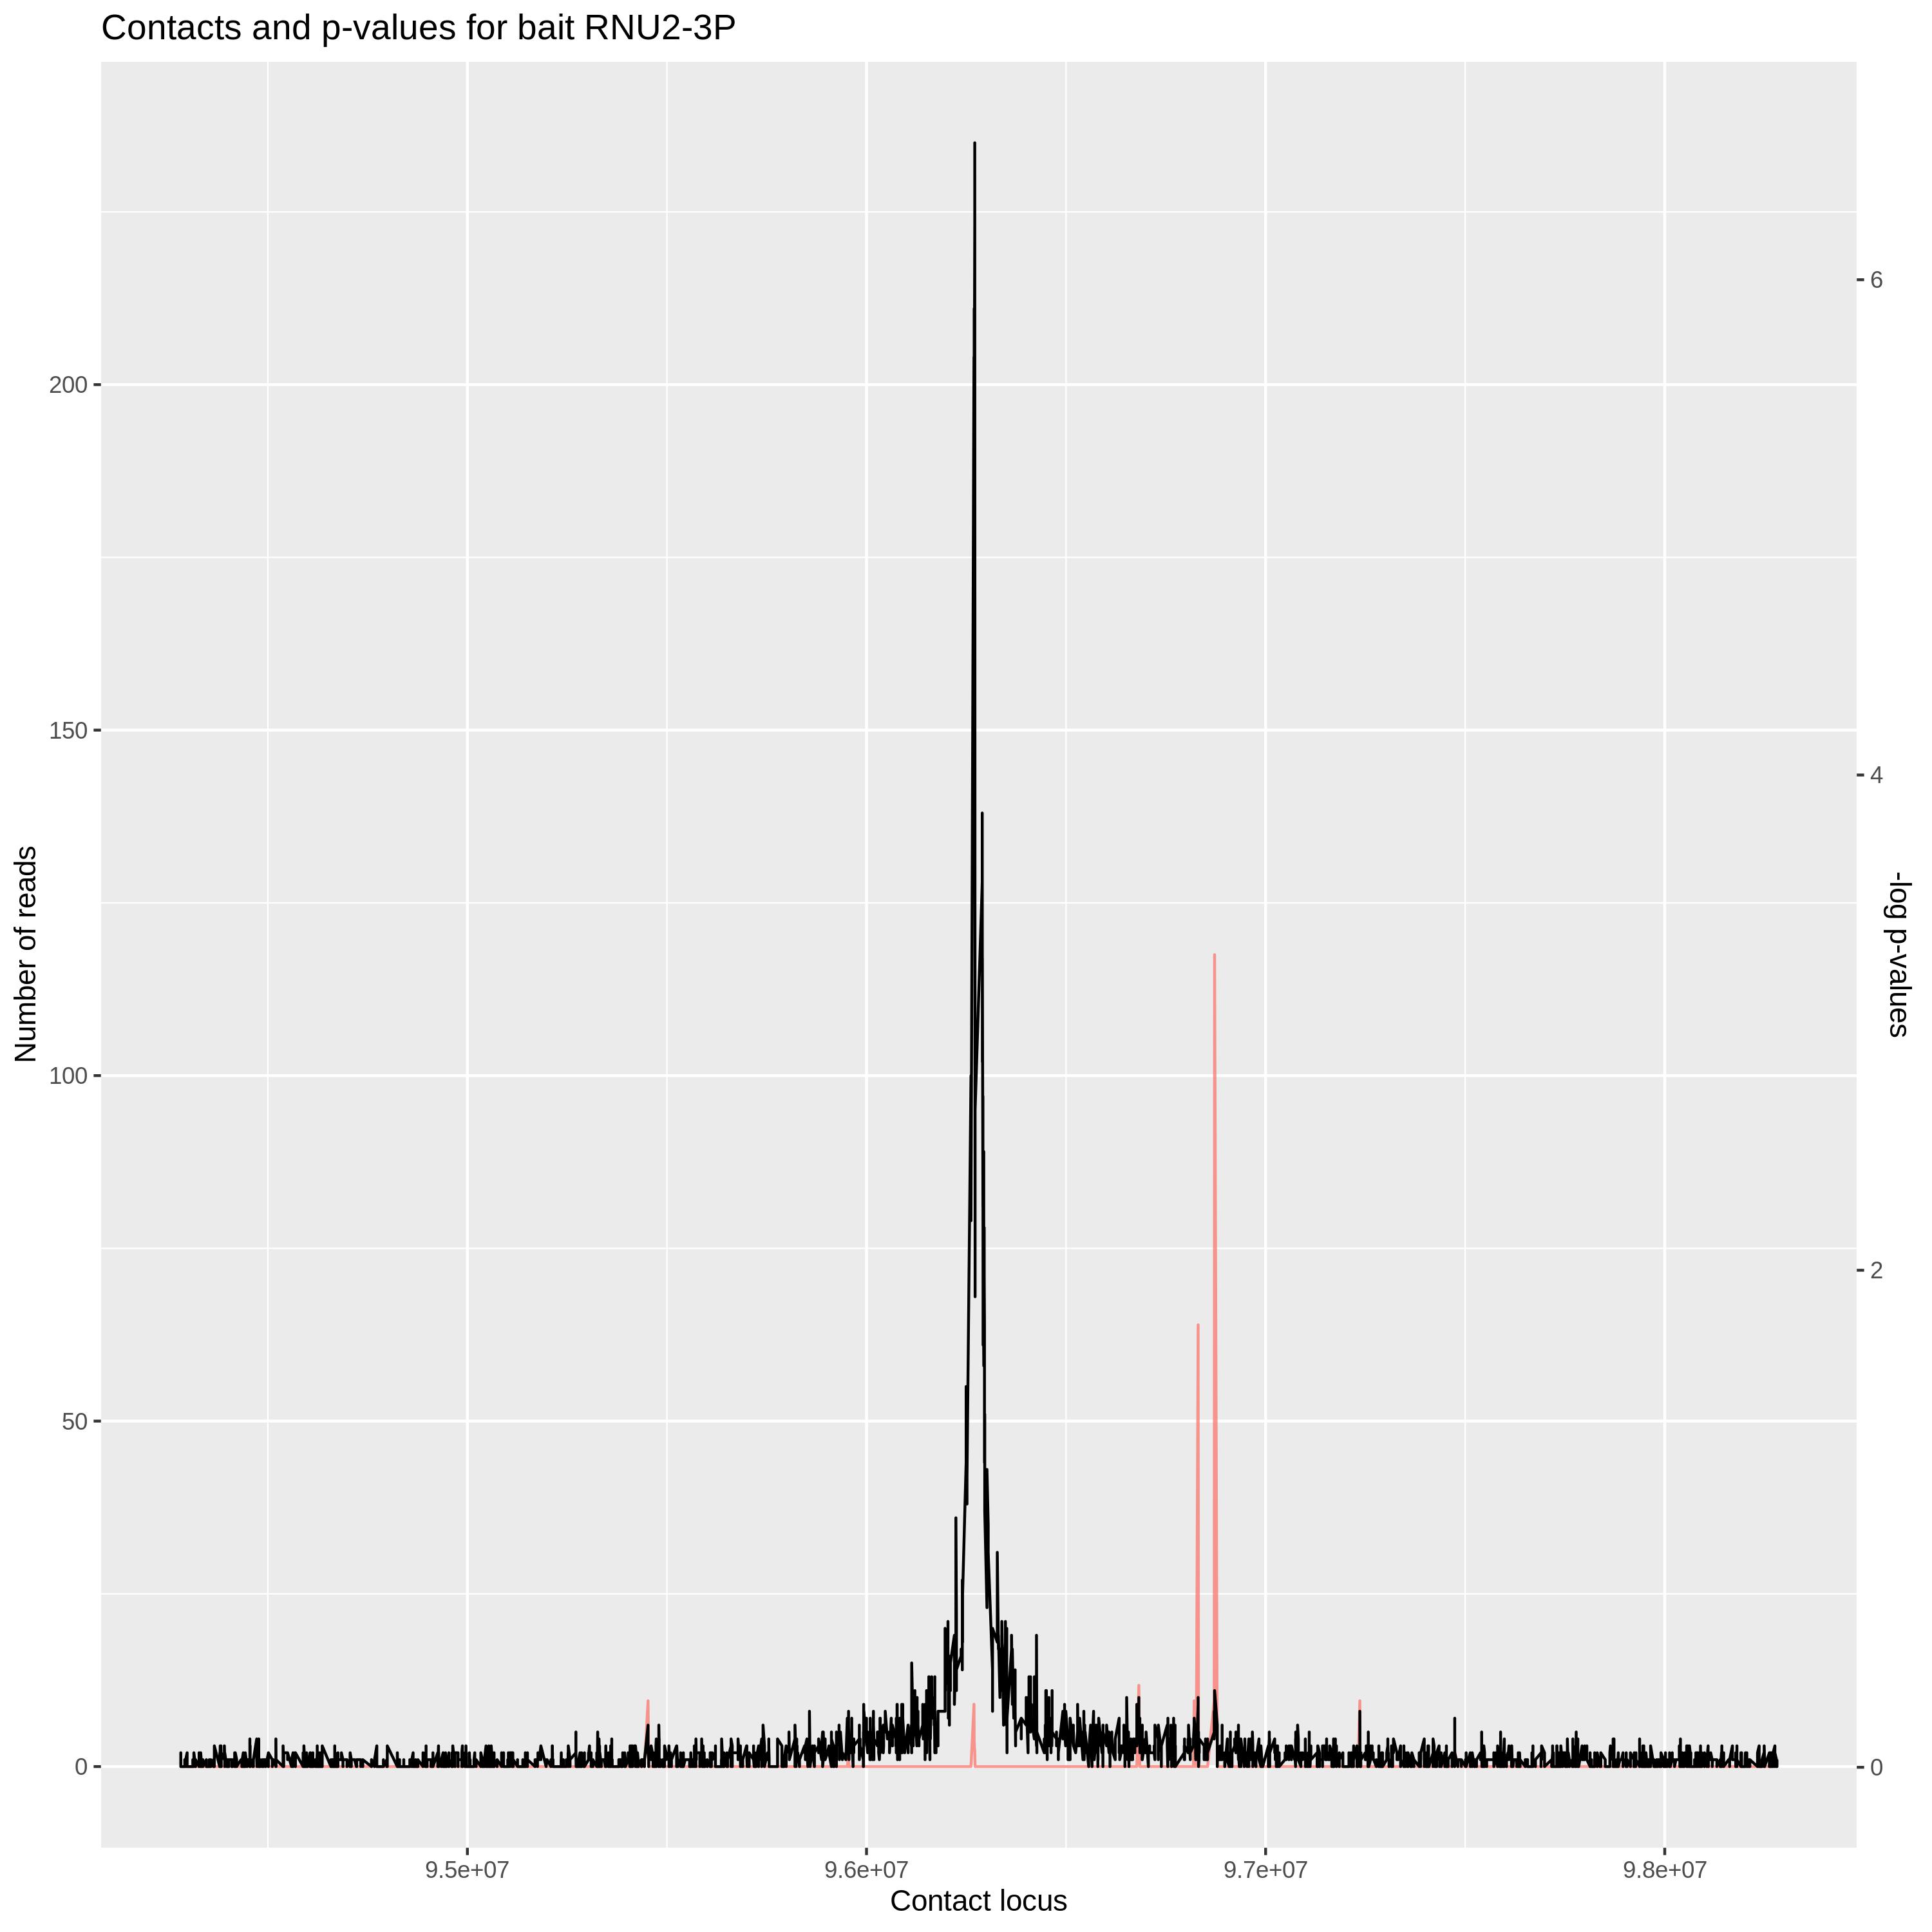 Contacts and p-values for bait RNU2-3P
Number of reads
200
150
100
50
0
6
4
2
0
-log p-values
9.5e+07 9.6e+07 9.7e+07 9.8e+07
Contact locus